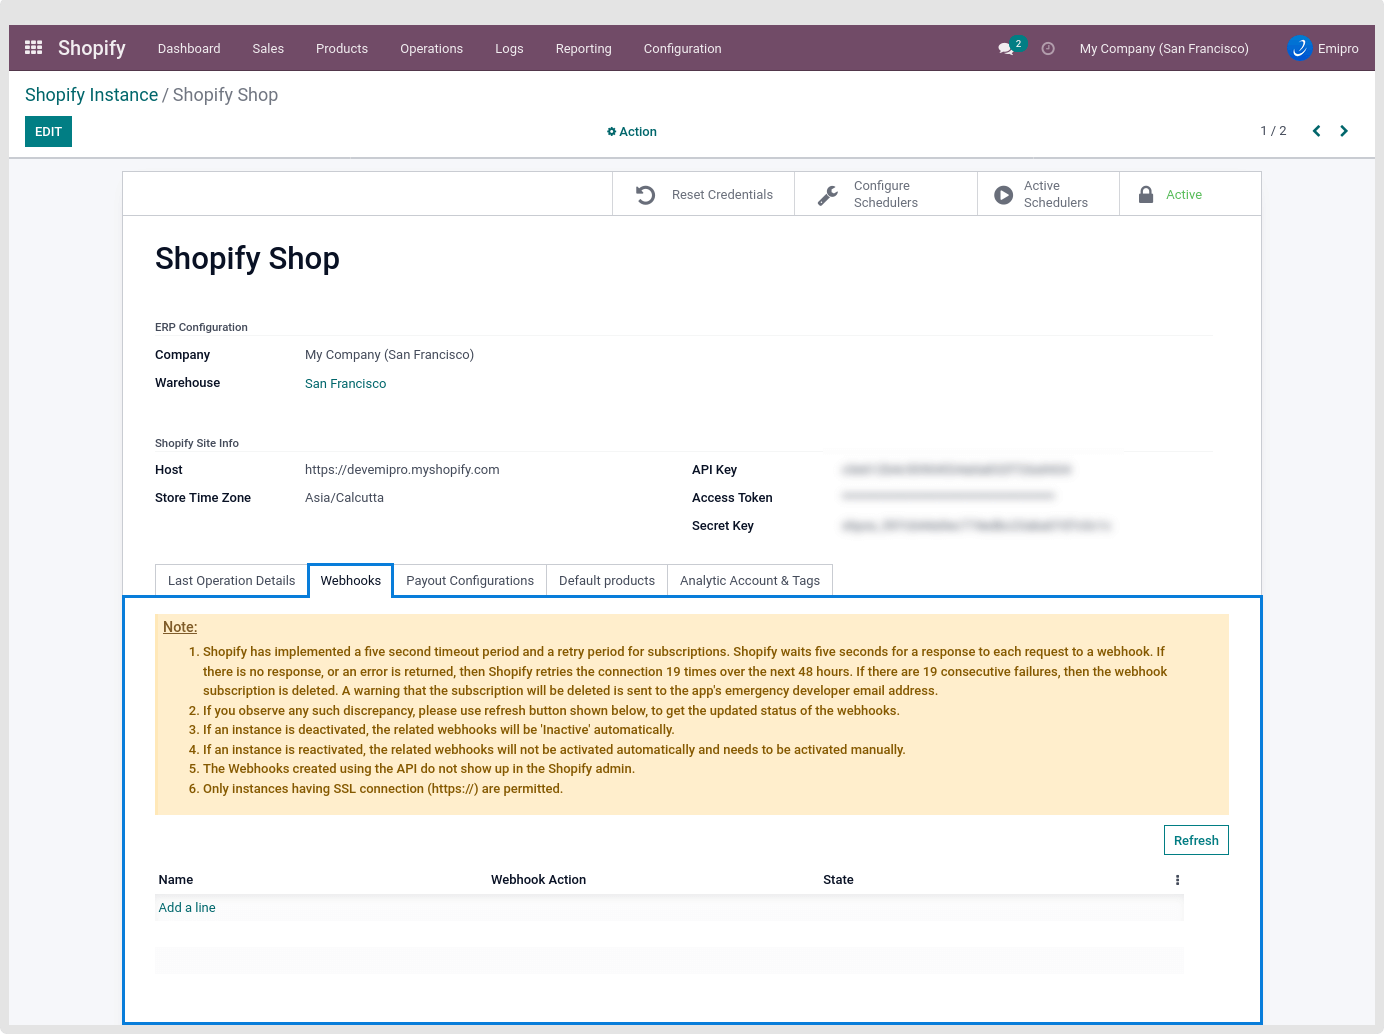 Shopify Dashboard Sales Products Operations Logs Reporting Configuration 2 My Company (San Francisco) Emipro
Shopify Instance / Shopify Shop
EDIT Action 1 / 2
Reset Credentials Configure Schedulers Active Schedulers Active
Shopify Shop
ERP Configuration
Company My Company (San Francisco)
Warehouse San Francisco
Shopify Site Info
Host https://devemipro.myshopify.com API Key
Store Time Zone Asia/Calcutta Access Token
Secret Key
Last Operation Details Webhooks Payout Configurations Default products Analytic Account & Tags
Note:
1. Shopify has implemented a five second timeout period and a retry period for subscriptions. Shopify waits five seconds for a response to each request to a webhook. If
there is no response, or an error is returned, then Shopify retries the connection 19 times over the next 48 hours. If there are 19 consecutive failures, then the webhook
subscription is deleted. A warning that the subscription will be deleted is sent to the app's emergency developer email address.
2. If you observe any such discrepancy, please use refresh button shown below, to get the updated status of the webhooks.
3. If an instance is deactivated, the related webhooks will be 'Inactive' automatically.
4. If an instance is reactivated, the related webhooks will not be activated automatically and needs to be activated manually.
5. The Webhooks created using the API do not show up in the Shopify admin.
6. Only instances having SSL connection (https://) are permitted.
Refresh
Name Webhook Action State
Add a line